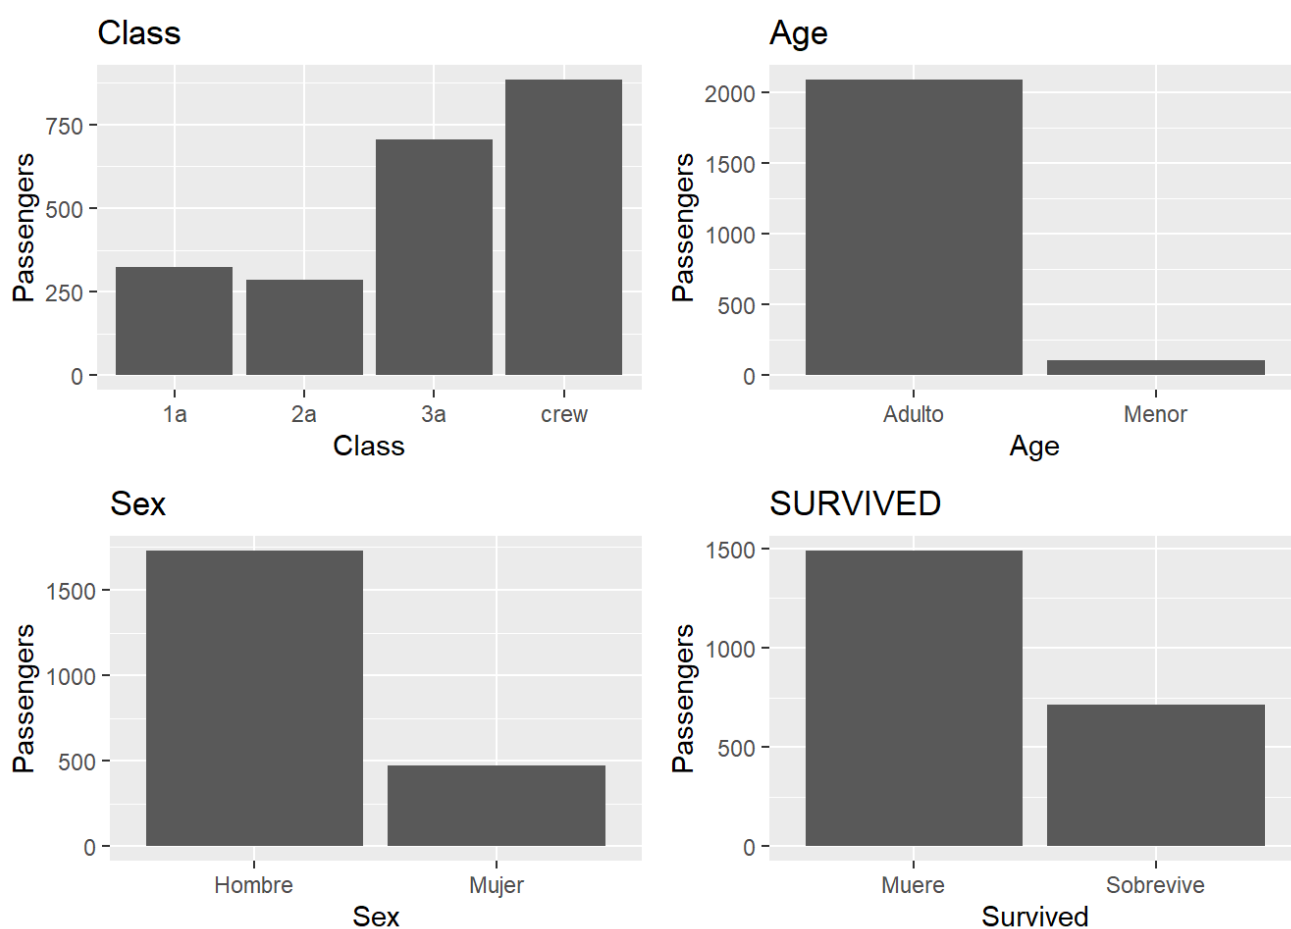 Class
Passengers
750
500
250
0
1a 2a 3a crew
Class
Age
Passengers
2000
1500
1000
500
0
Adulto Menor
Age
Sex
Passengers
1500
1000
500
0
Hombre Mujer
Sex
SURVIVED
Passengers
1500
1000
500
0
Muere Sobrevive
Survived